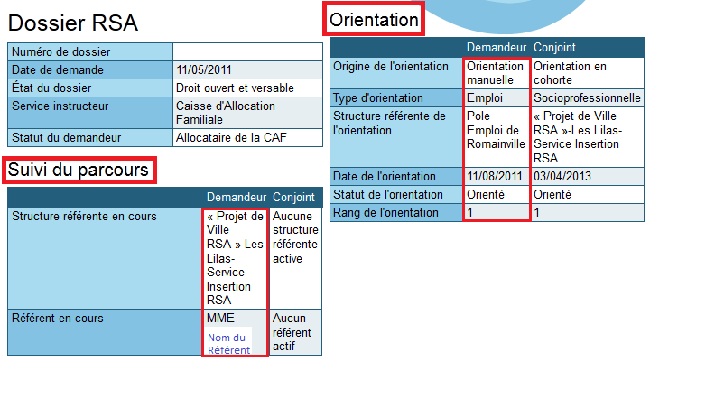 Dossier RSA
Numéro de dossier
Date de demande 11/05/2011
État du dossier Droit ouvert et versable
Service instructeur Caisse d'Allocation
Familiale
Statut du demandeur Allocataire de la CAF
Suivi du parcours
Demandeur Conjoint
Structure référente en cours « Projet de Aucune
Ville structure
RSA » Les référente
Lilas- active
Service
Insertion
RSA
Référent en cours MME Aucun
Nom du référent
Référent actif
Orientation
Demandeur Conjoint
Origine de l'orientation Orientation Orientation en
manuelle cohorte
Type d'orientation Emploi Socioprofessionnelle
Structure référente de Pole « Projet de Ville
l'orientation Emploi de RSA »-Les Lilas-
Romainville Service Insertion
RSA
Date de l'orientation 11/08/2011 03/04/2013
Statut de l'orientation Orienté Orienté
Rang de l'orientation 1 1